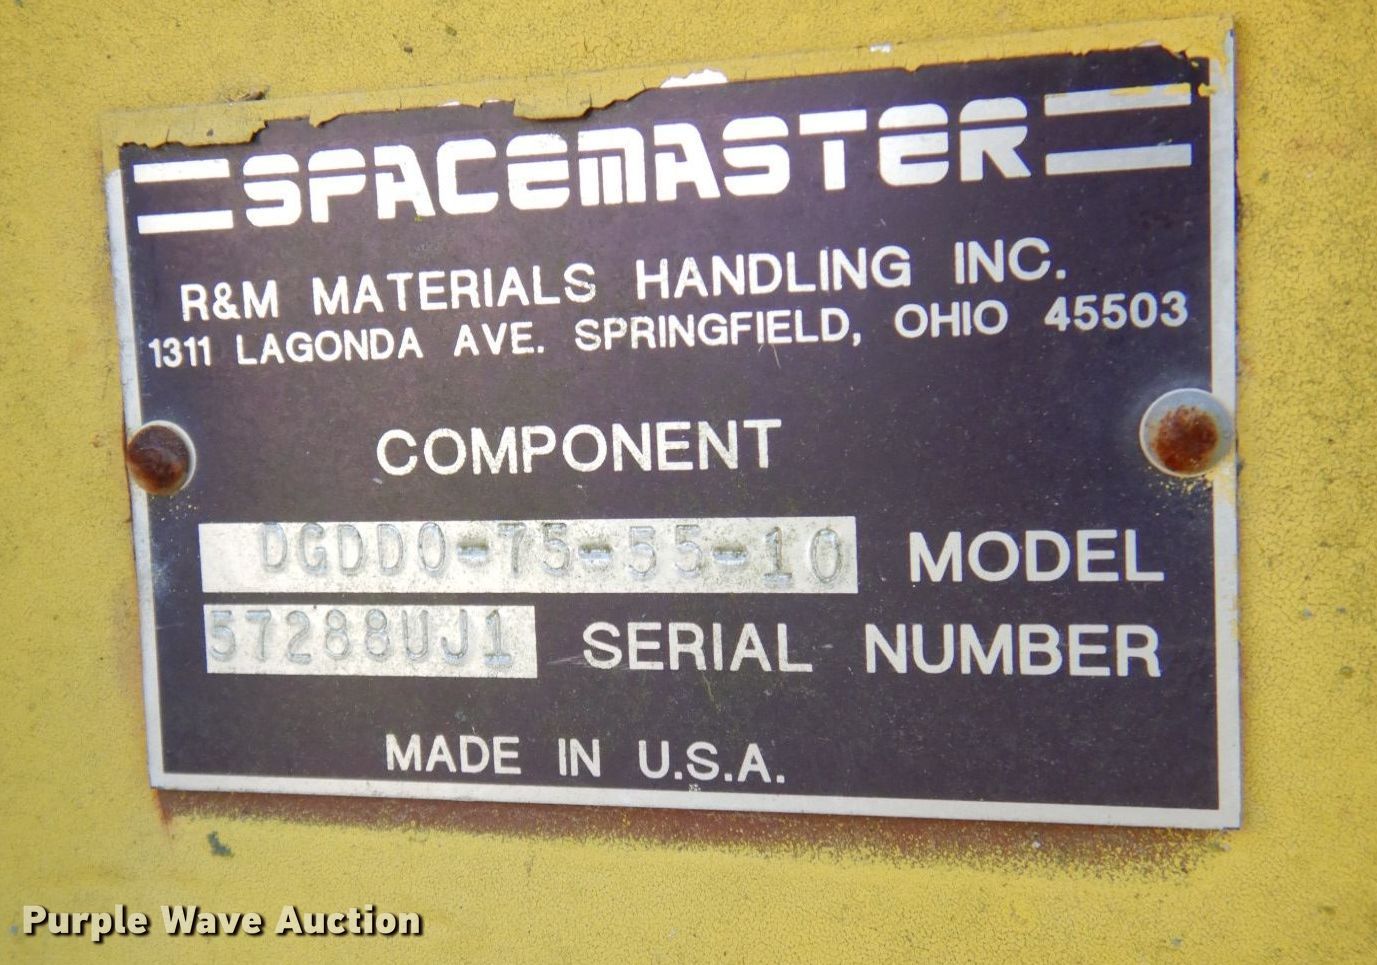 SPACEMASTER
R&M MATERIALS HANDLING INC.
1311 LAGONDA AVE. SPRINGFIELD, OHIO 45503
COMPONENT
DGDDO-75-55-10 MODEL
57288UJ1 SERIAL NUMBER
MADE IN U.S.A.
Purple Wave Auction